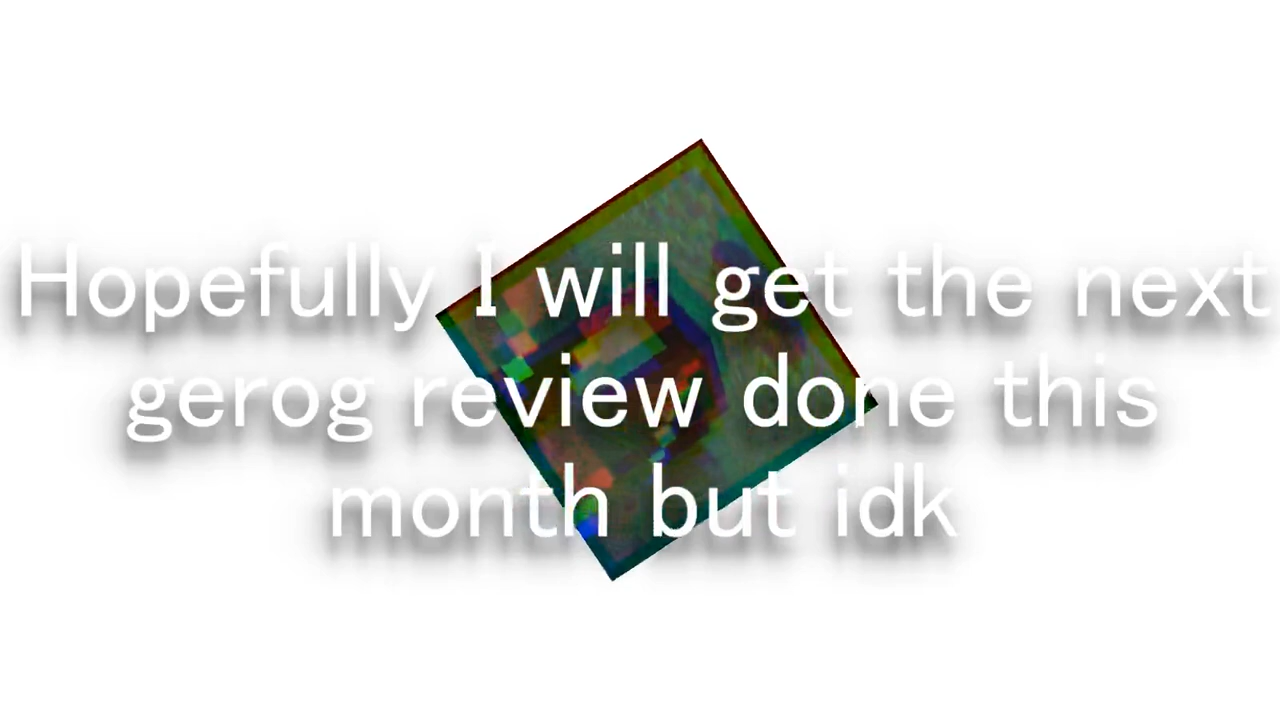 Hopefully I will get the next
gerog review done this
month but idk